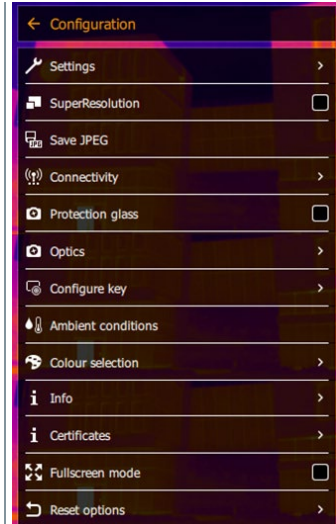 Configuration
Settings
SuperResolution
JPEG Save JPEG
Connectivity
Protection glass
Optics
Configure key
Ambient conditions
Colour selection
i Info
i Certificates
Fullscreen mode
Reset options